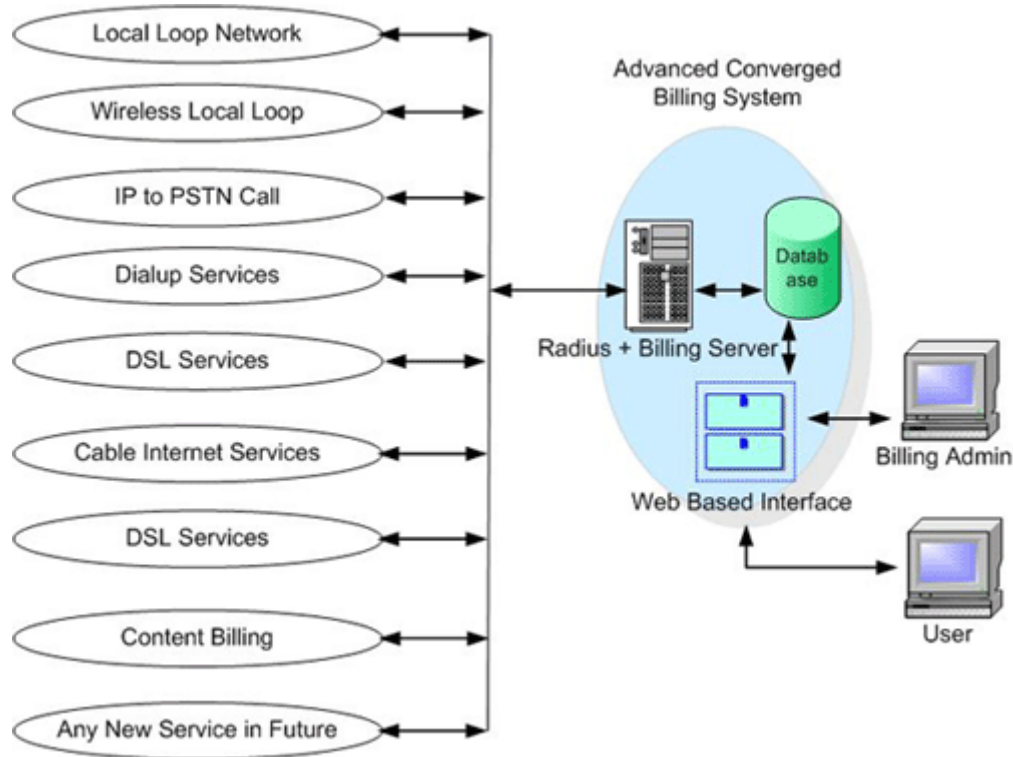 Local Loop Network
Wireless Local Loop
IP to PSTN Call
Dialup Services
DSL Services
Cable Internet Services
DSL Services
Content Billing
Any New Service in Future
Advanced Converged
Billing System
Datab
ase
Radius + Billing Server
Web Based Interface
Billing Admin
User